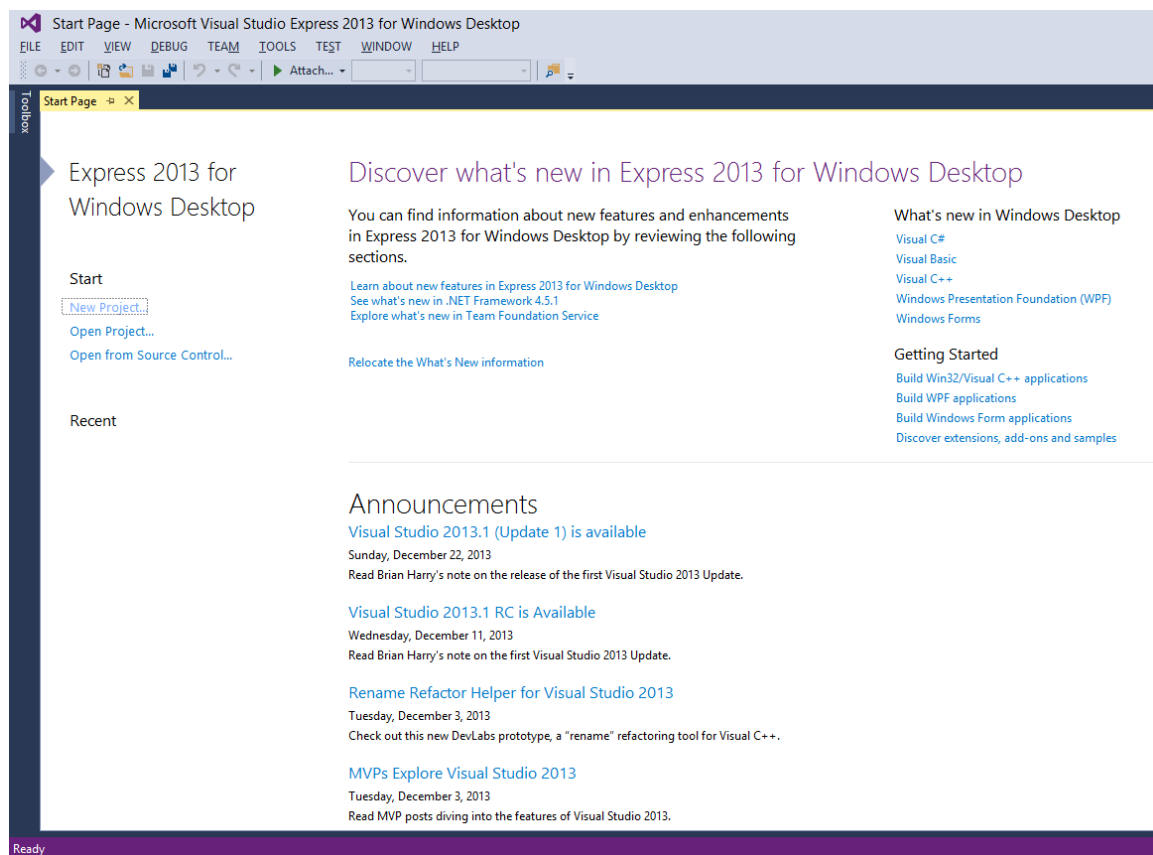 Start Page - Microsoft Visual Studio Express 2013 for Windows Desktop
FILE EDIT VIEW DEBUG TEAM TOOLS TEST WINDOW HELP
Attach...
Toolbox
Start Page
Express 2013 for
Windows Desktop
Start
New Project...
Open Project...
Open from Source Control...
Recent
Discover what's new in Express 2013 for Windows Desktop
You can find information about new features and enhancements
in Express 2013 for Windows Desktop by reviewing the following
sections.
Learn about new features in Express 2013 for Windows Desktop
See what's new in .NET Framework 4.5.1
Explore what's new in Team Foundation Service
Relocate the What's New information
What's new in Windows Desktop
Visual C#
Visual Basic
Visual C++
Windows Presentation Foundation (WPF)
Windows Forms
Getting Started
Build Win32/Visual C++ applications
Build WPF applications
Build Windows Form applications
Discover extensions, add-ons and samples
Announcements
Visual Studio 2013.1 (Update 1) is available
Sunday, December 22, 2013
Read Brian Harry's note on the release of the first Visual Studio 2013 Update.
Visual Studio 2013.1 RC is Available
Wednesday, December 11, 2013
Read Brian Harry's note on the first Visual Studio 2013 Update.
Rename Refactor Helper for Visual Studio 2013
Tuesday, December 3, 2013
Check out this new DevLabs prototype, a “rename” refactoring tool for Visual C++.
MVPs Explore Visual Studio 2013
Tuesday, December 3, 2013
Read MVP posts diving into the features of Visual Studio 2013.
Ready